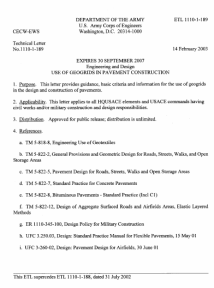 DEPARTMENT OF THE ARMY ETL 1110-1-189
U.S. Army Corps of Engineers
CECW-EWS Washington, D.C. 20314-1000
Technical Letter
No. 1110-1-189 14 February 2003
EXPIRES 30 SEPTEMBER 2007
Engineering and Design
USE OF GEOGRIDS IN PAVEMENT CONSTRUCTION
1. Purpose. This letter provides guidance, basic criteria and information for the use of geogrids
in the design and construction of pavements.
2. Applicability. This letter applies to all HQUSACE elements and USACE commands having
civil works and/or military construction and design responsibilities.
3. Distribution. Approved for public release; distribution is unlimited.
4. References.
a. TM 5-818-8, Engineering Use of Geotextiles
b. TM 5-822-2, General Provisions and Geometric Design for Roads, Streets, Walks, and Open
Storage Areas
c. TM 5-822-5, Pavement Design for Roads, Streets, Walks, and Open Storage Areas
d. TM 5-822-7, Standard Practice for Concrete Pavements
e. TM 5-822-8, Bituminous Pavements - Standard Practice (Incl C1)
f. TM 5-822-12, Design of Aggregate Surfaced Roads and Airfields Areas, Elastic Layered
Methods
g. ER 1110-345-100, Design Policy for Military Construction
h. UFC 3-250-03, Design: Standard Practice Manual for Flexible Pavements, 15 May 01
i. UFC 3-260-02, Design: Pavement Design for Airfields, 30 June 01
This ETL supersedes ETL 1110-1-189, dated 31 July 2002